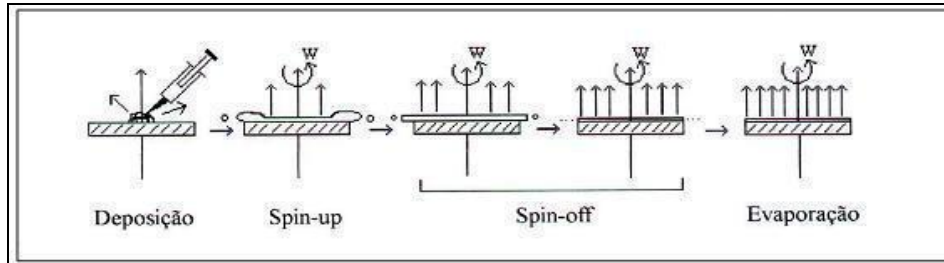 W
W
W
W
Deposição
Spin-up
Spin-off
Evaporação